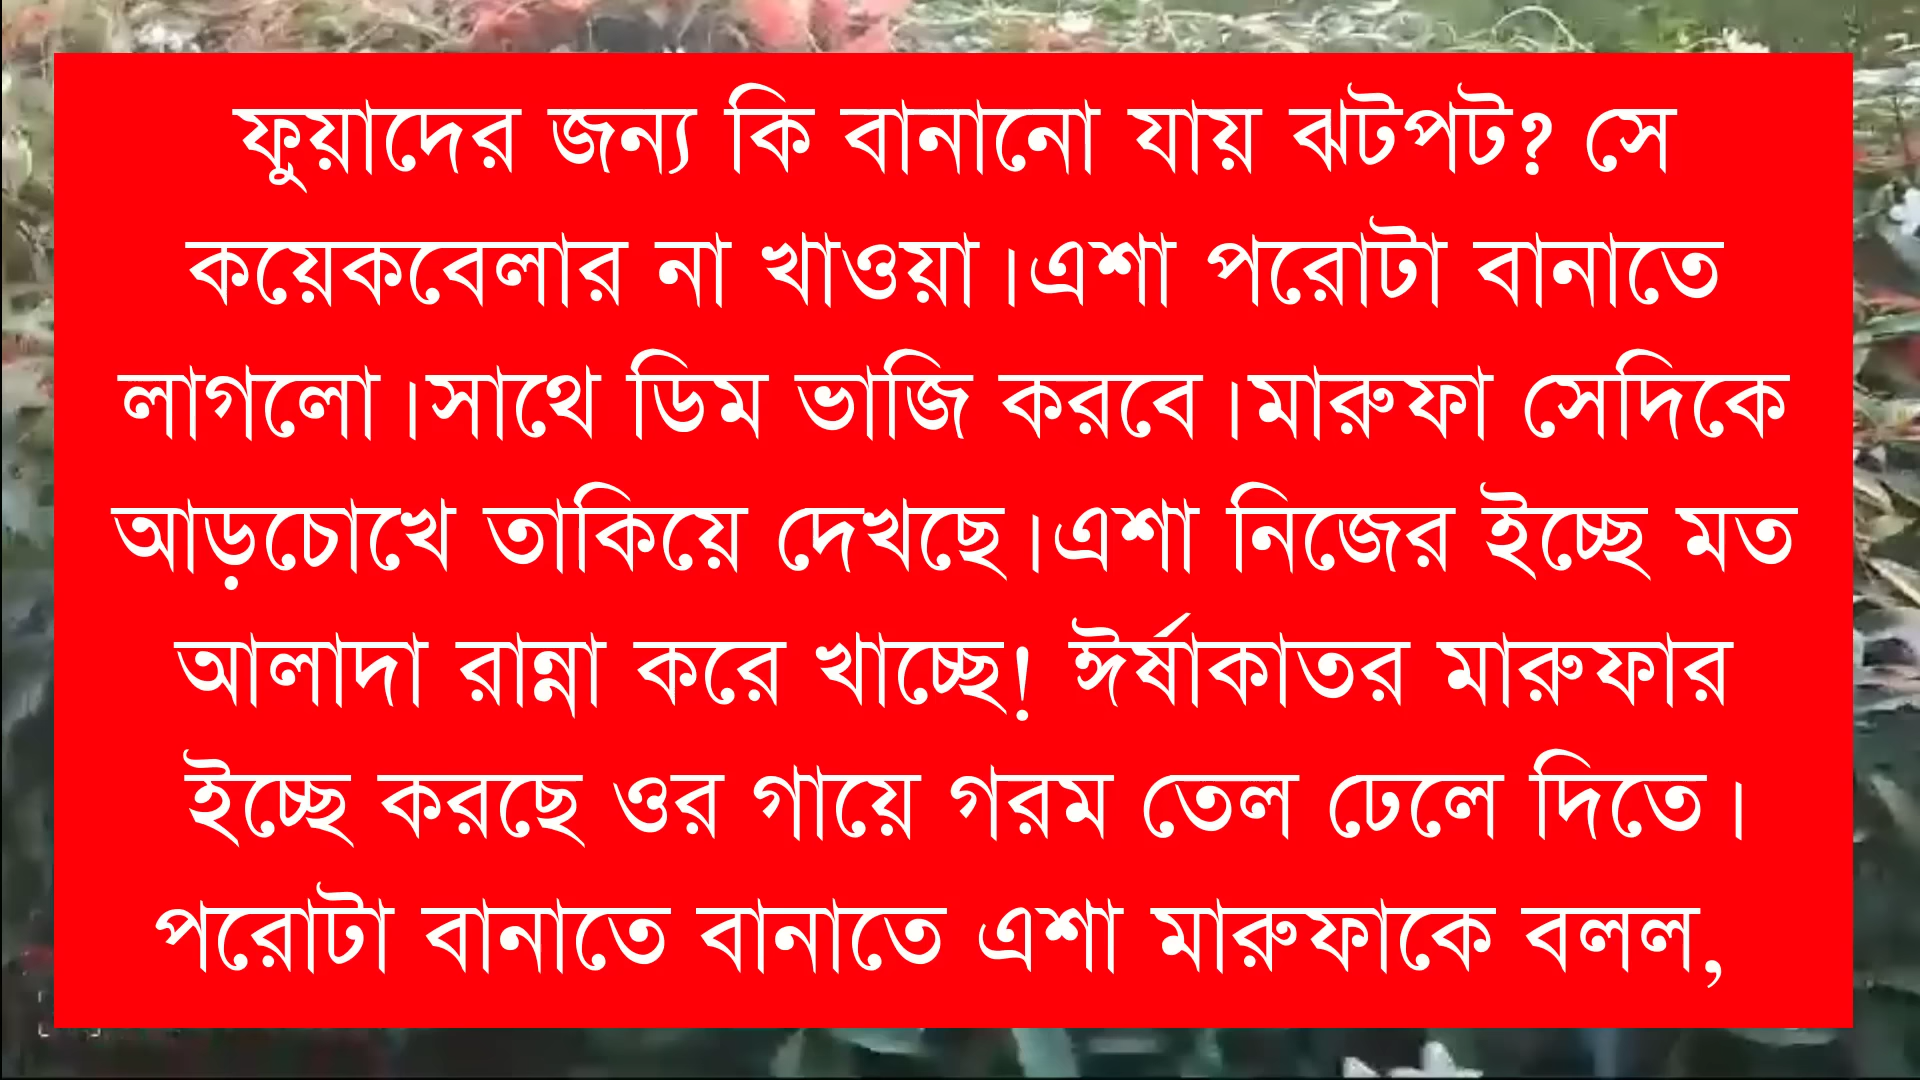 ফুয়াদের জন্য কি বানানো যায় ঝটপট? সে
কয়েকবেলার না খাওয়া।এশা পরোটা বানাতে
লাগলো।সাথে ডিম ভাজি করবে।মারুফা সেদিকে
আড়চোখে তাকিয়ে দেখছে।এশা নিজের ইচ্ছে মত
আলাদা রান্না করে খাচ্ছে! ঈর্ষাকাতর মারুফার
ইচ্ছে করছে ওর গায়ে গরম তেল ঢেলে দিতে।
পরোটা বানাতে বানাতে এশা মারুফাকে বলল,